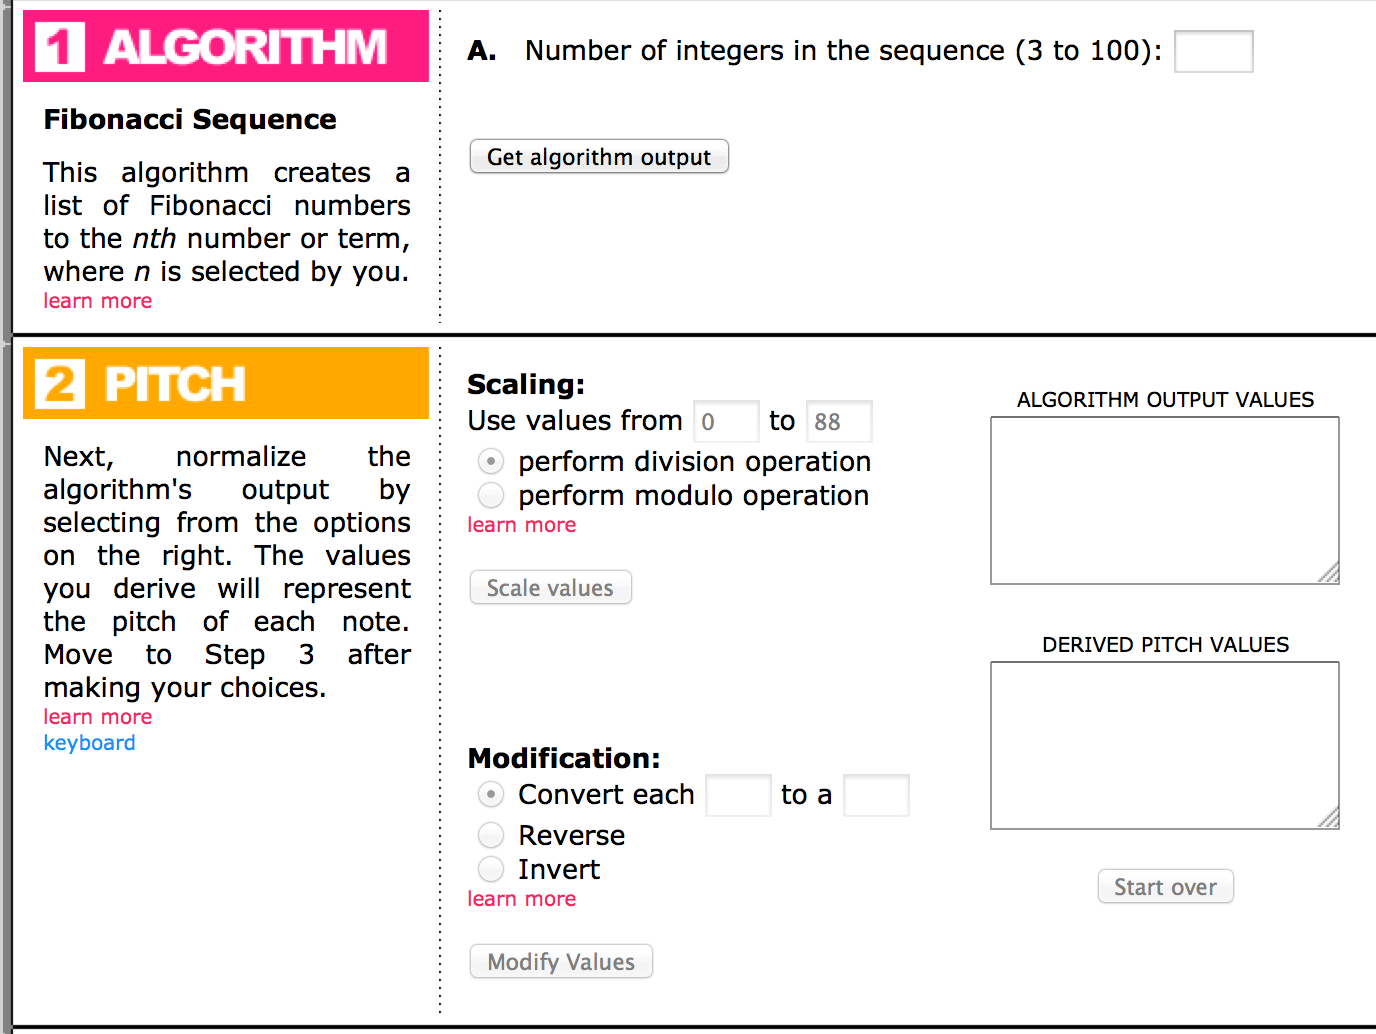 1 ALGORITHM
Fibonacci Sequence
This algorithm creates a
list of Fibonacci numbers
to the nth number or term,
where n is selected by you.
learn more
A. Number of integers in the sequence (3 to 100):
Get algorithm output
2 PITCH
Next, normalize the
algorithm's output by
selecting from the options
on the right. The values
you derive will represent
the pitch of each note.
Move to Step 3 after
making your choices.
learn more
keyboard
Scaling:
Use values from 0 to 88
perform division operation
perform modulo operation
learn more
Scale values
Modification:
Convert each to a
Reverse
Invert
learn more
Modify Values
ALGORITHM OUTPUT VALUES
DERIVED PITCH VALUES
Start over